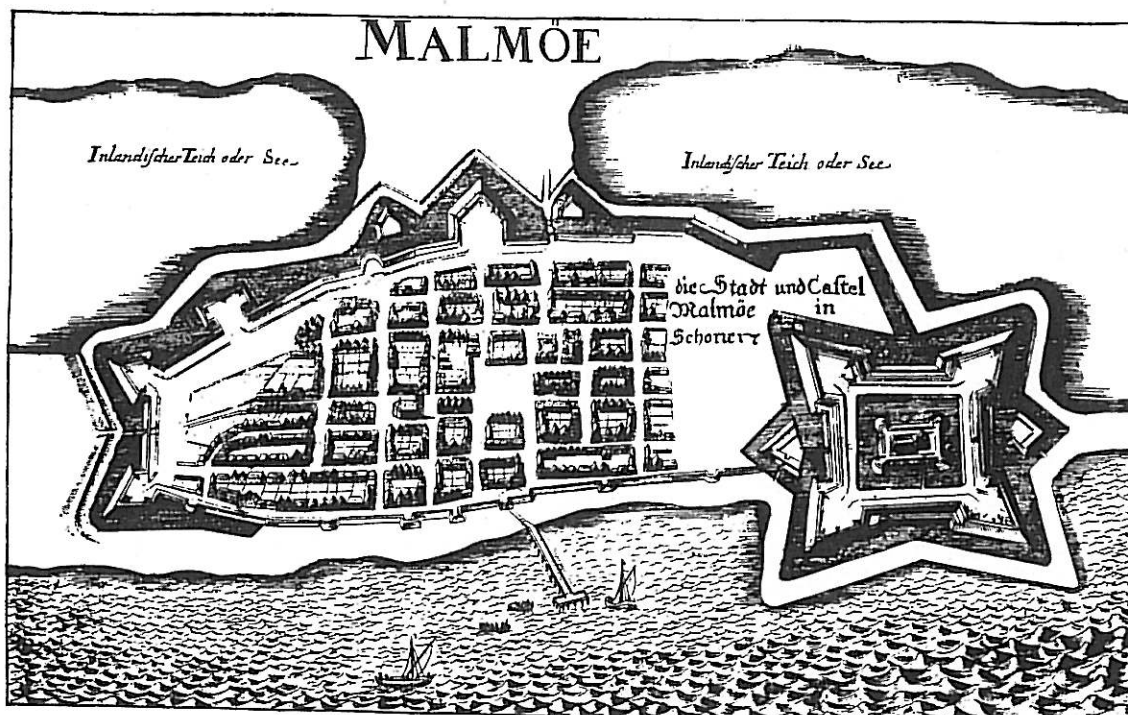 MALMÖE
Inlandischer Teich oder See
Inlandischer Teich oder See
die Stadt und Castel
Malmöe in
Schonen